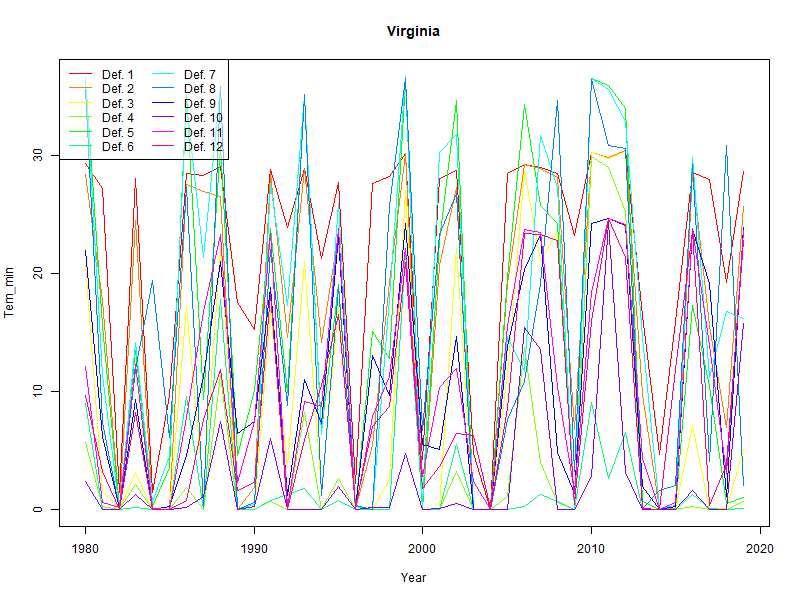 Virginia
Def. 1 Def. 7
Def. 2 Def. 8
Def. 3 Def. 9
Def. 4 Def. 10
Def. 5 Def. 11
Def. 6 Def. 12
30
20
10
0
Tem_min
1980 1990 2000 2010 2020
Year